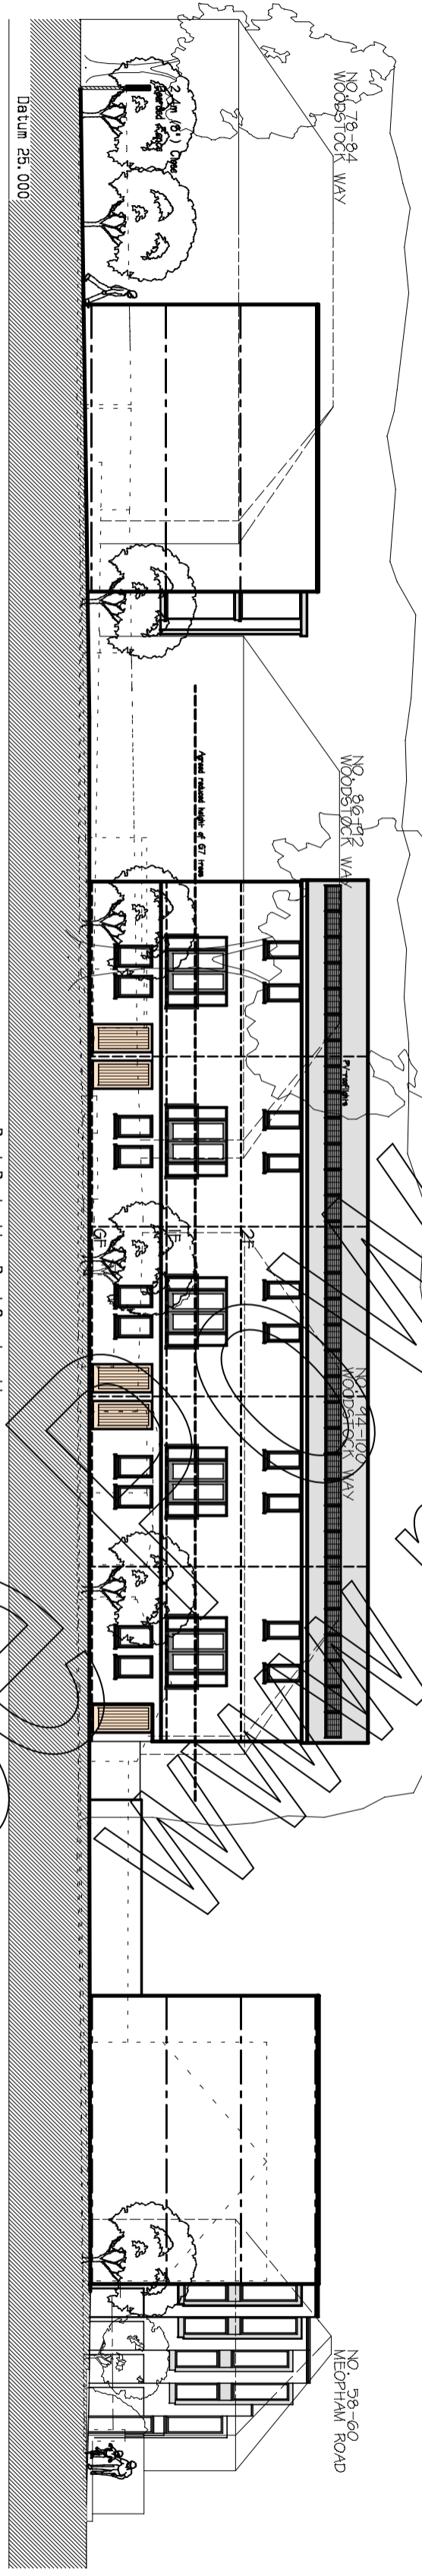 NO. 78-84
WOODSTOCK WAY
2.4m (8') Close
Boarded Fence
Datum 25.000
NO. 86-92
WOODSTOCK WAY
Agreed reduced height of G7 trees
PV rooflights
NO. 94-100
WOODSTOCK WAY
2F
1F
GF
NO. 58-60
MEOPHAM ROAD